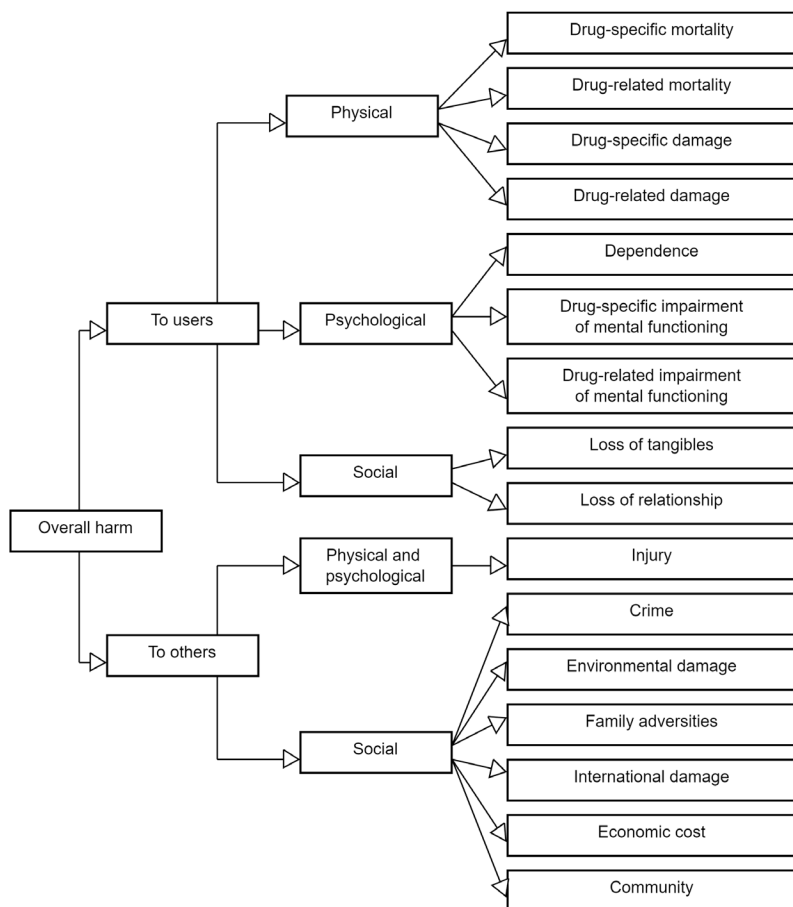 Drug-specific mortality
Drug-related mortality
Physical
Drug-specific damage
Drug-related damage
Dependence
To users
Psychological
Drug-specific impairment
of mental functioning
Drug-related impairment
of mental functioning
Loss of tangibles
Social
Loss of relationship
Overall harm
Physical and
psychological
Injury
Crime
To others
Environmental damage
Family adversities
Social
International damage
Economic cost
Community